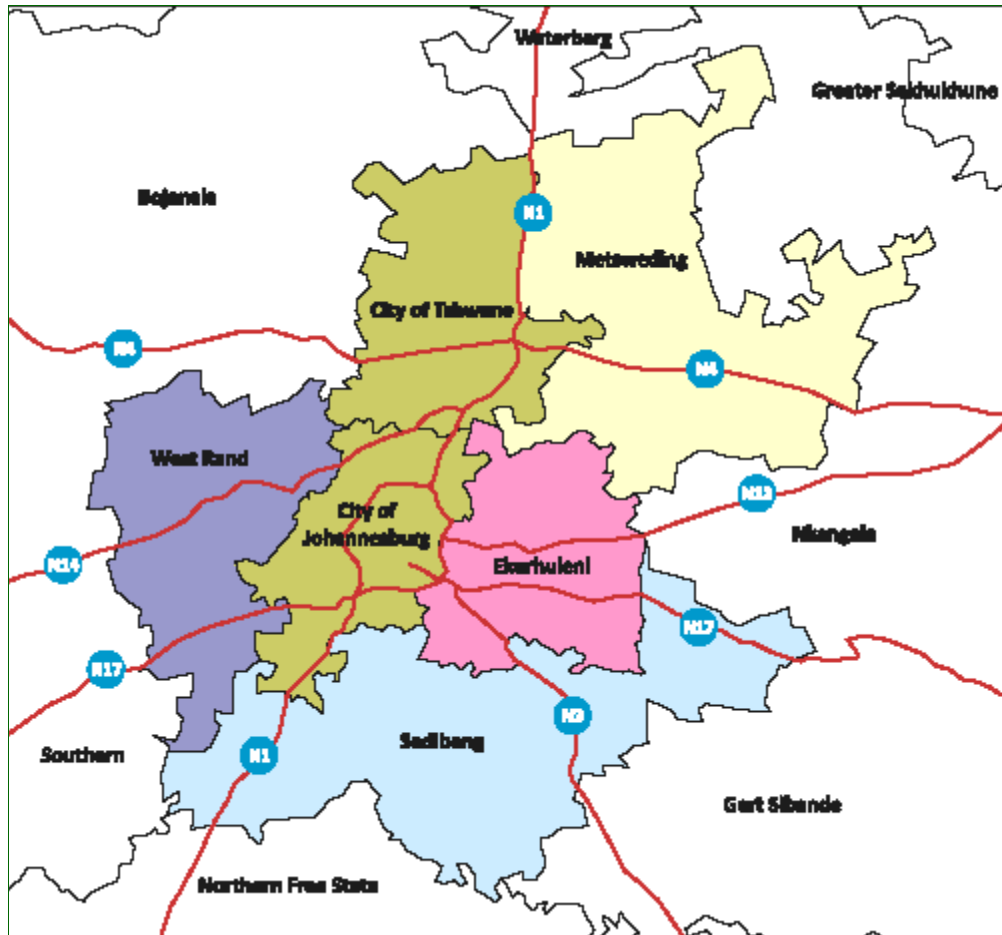 Waterberg
Greater Sekhukhune
Bojanala
N1
Metsweding
City of Tshwane
N4
N4
West Rand
N12
City of
Johannesburg
Nkangala
N14
Ekurhuleni
N17
N17
Southern
N1
Sedibeng
N3
Gert Sibande
Northern Free State